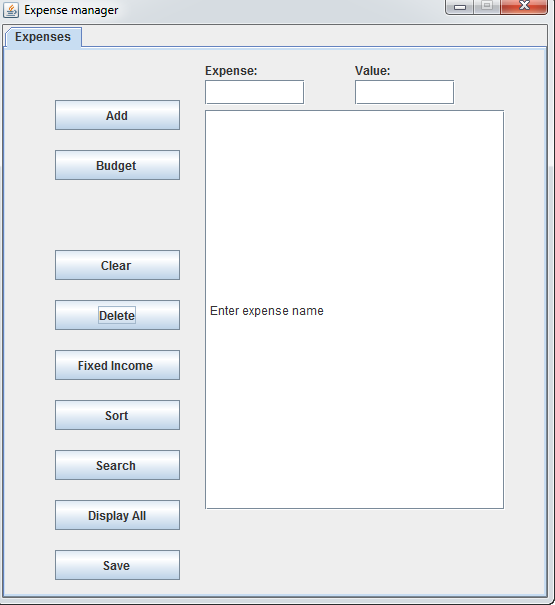 Expense manager
Expenses
Expense:
Value:
Add
Budget
Clear
Delete
Enter expense name
Fixed Income
Sort
Search
Display All
Save